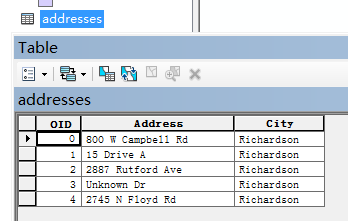 addresses
Table
addresses
OID Address City
0 800 W Campbell Rd Richardson
1 15 Drive A Richardson
2 2887 Rutford Ave Richardson
3 Unknown Dr Richardson
4 2745 N Floyd Rd Richardson